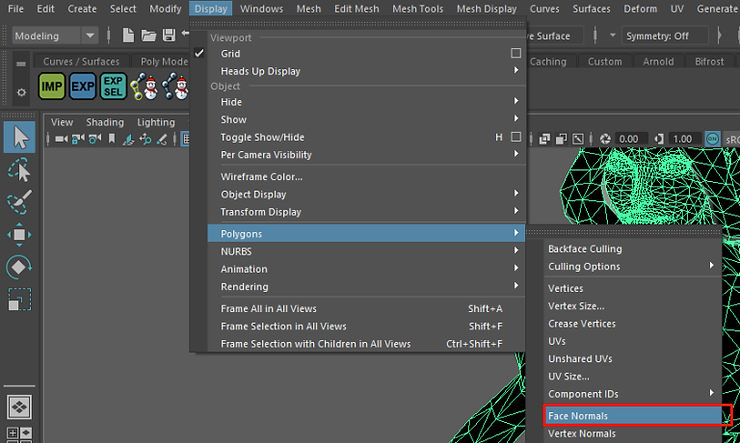 File Edit Create Select Modify Display Windows Mesh Edit Mesh Mesh Tools Mesh Display Curves Surfaces Deform UV Generate
Modeling Surface Symmetry: Off
Curves / Surfaces Poly Mode Caching Custom Arnold Bifrost
IMP EXP EXP SEL
View Shading Lighting
0.00 1.00 sRG
Viewport
Grid
Heads Up Display
Object
Hide
Show
Toggle Show/Hide H
Per Camera Visibility
Wireframe Color...
Object Display
Transform Display
Polygons
NURBS
Animation
Rendering
Frame All in All Views Shift+A
Frame Selection in All Views Shift+F
Frame Selection with Children in All Views Ctrl+Shift+F
Backface Culling
Culling Options
Vertices
Vertex Size...
Crease Vertices
UVs
Unshared UVs
UV Size...
Component IDs
Face Normals
Vertex Normals